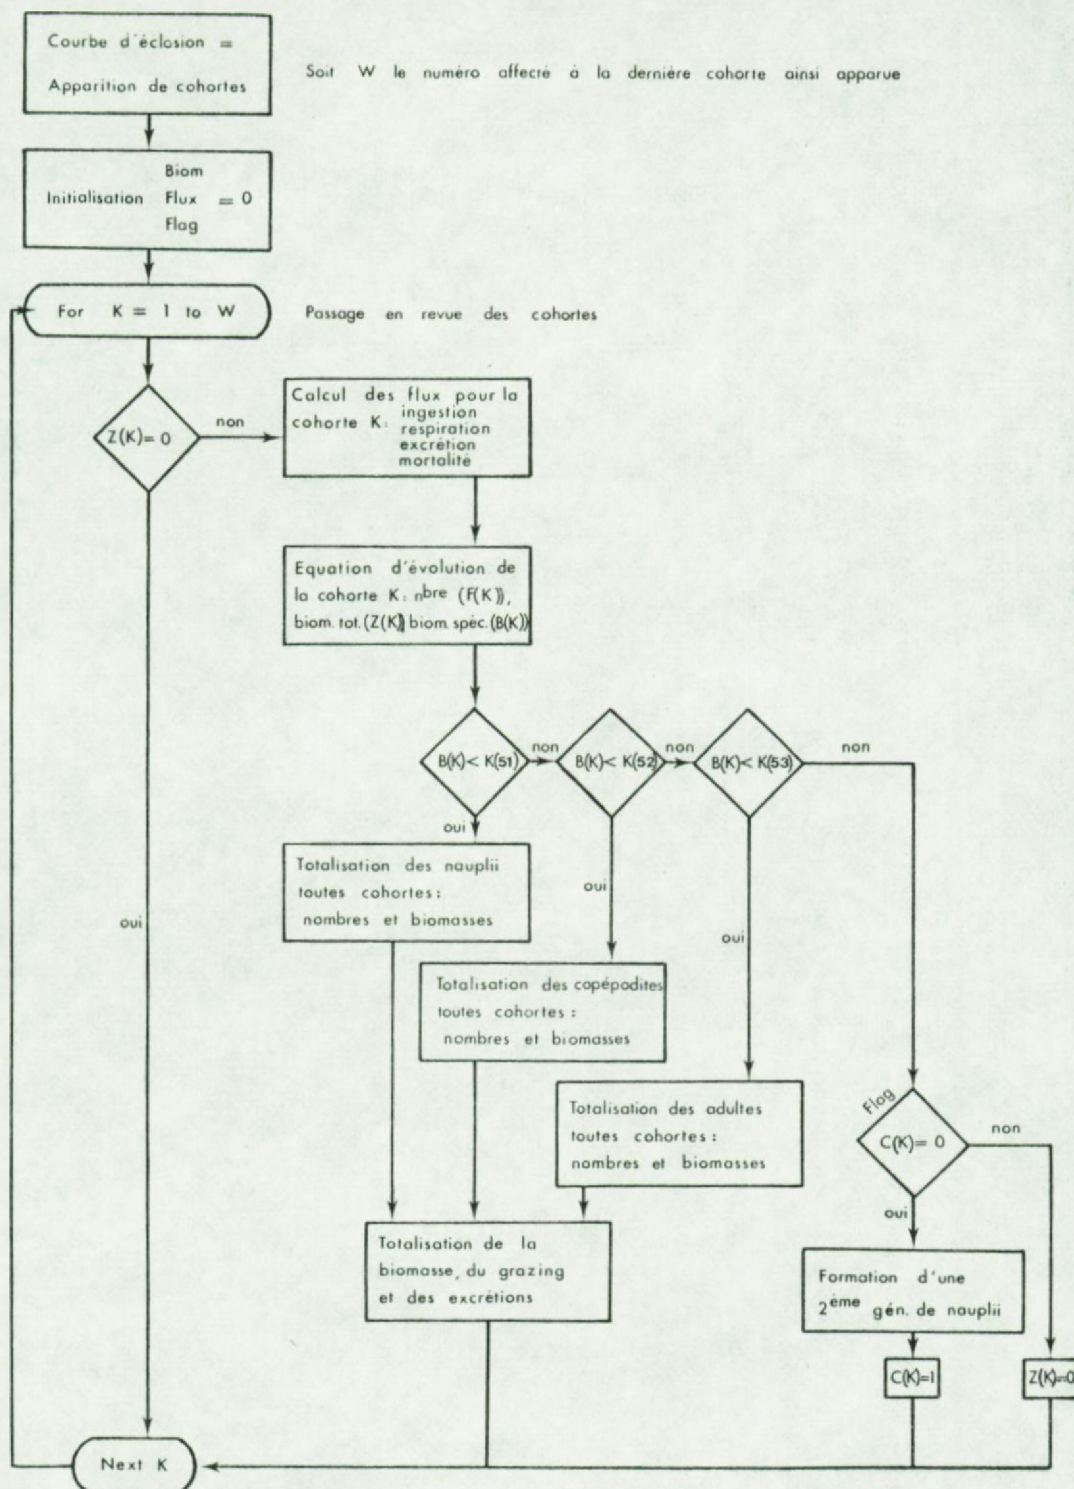 Courbe d'éclosion =
Apparition de cohortes
Soit W le numéro affecté à la dernière cohorte ainsi apparue
Biom
Initialisation Flux = 0
Flag
For K = 1 to W
Passage en revue des cohortes
Z(K)= 0
non
Calcul des flux pour la
cohorte K: ingestion
respiration
excrétion
mortalité
Equation d'évolution de
la cohorte K: nbre (F(K)),
biom. tot. (Z(K)) biom. spéc. (B(K))
B(K)< K(51)
non
B(K)< K(52)
non
B(K)< K(53)
non
oui
Totalisation des nauplii
toutes cohortes:
nombres et biomasses
oui
oui
oui
Totalisation des copépodites
toutes cohortes :
nombres et biomasses
Totalisation des adultes
toutes cohortes :
nombres et biomasses
Flag
C(K)= 0
non
oui
Totalisation de la
biomasse, du grazing
et des excrétions
Formation d'une
2ème gén. de nauplii
C(K)=1
Z(K)=0
Next K